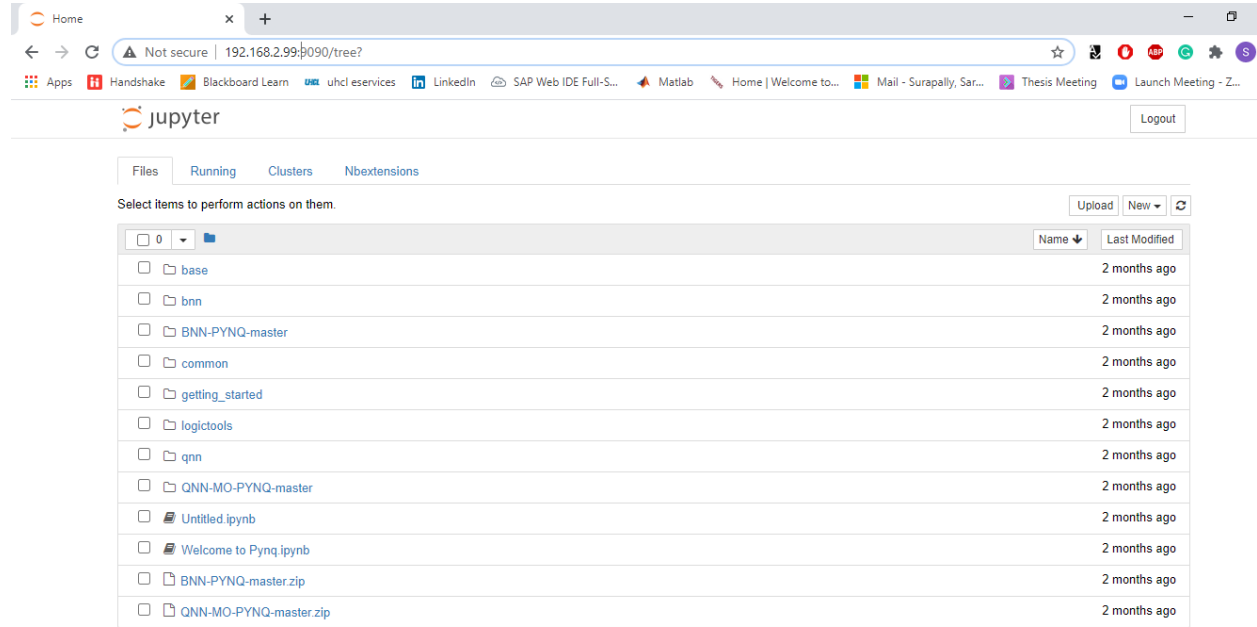 Home × +
Not secure | 192.168.2.99:9090/tree?
ABP G S
Apps Handshake Blackboard Learn UHCL uhcl eservices in LinkedIn SAP Web IDE Full-S... Matlab Home | Welcome to... Mail - Surapally, Sar... Thesis Meeting Launch Meeting - Z...
jupyter Logout
Files Running Clusters Nbextensions
Select items to perform actions on them. Upload New
0 Name Last Modified
base 2 months ago
bnn 2 months ago
BNN-PYNQ-master 2 months ago
common 2 months ago
getting_started 2 months ago
logictools 2 months ago
qnn 2 months ago
QNN-MO-PYNQ-master 2 months ago
Untitled.ipynb 2 months ago
Welcome to Pynq.ipynb 2 months ago
BNN-PYNQ-master.zip 2 months ago
QNN-MO-PYNQ-master.zip 2 months ago